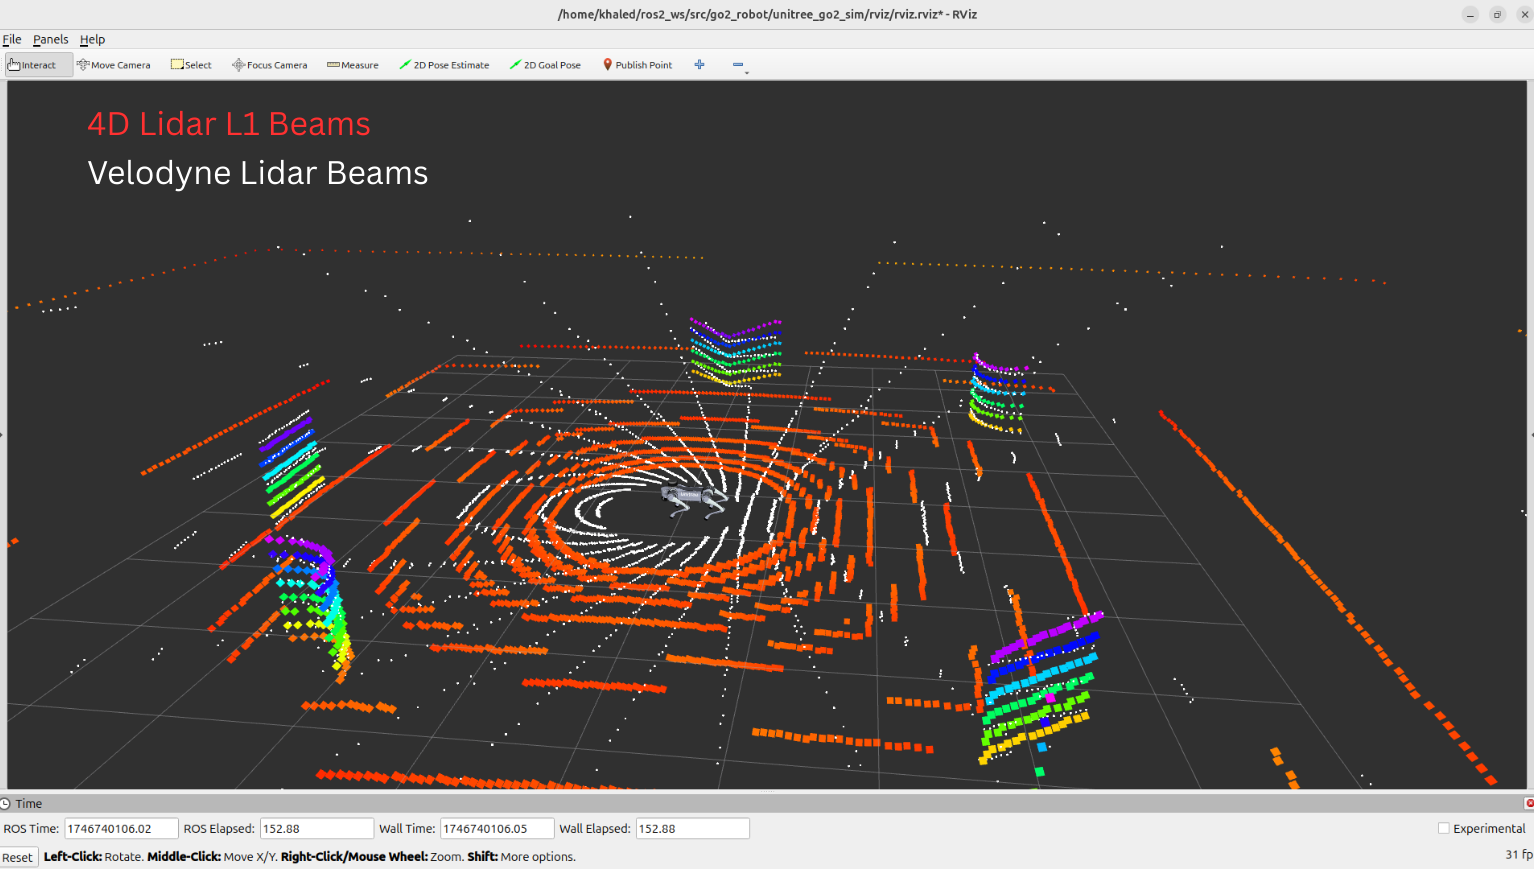 /home/khaled/ros2_ws/src/go2_robot/unitree_go2_sim/rviz/rviz.rviz* - RViz
File Panels Help
Interact Move Camera Select Focus Camera Measure 2D Pose Estimate 2D Goal Pose Publish Point
4D Lidar L1 Beams
Velodyne Lidar Beams
Time
ROS Time: 1746740106.02 ROS Elapsed: 152.88 Wall Time: 1746740106.05 Wall Elapsed: 152.88 Experimental
Reset Left-Click: Rotate. Middle-Click: Move X/Y. Right-Click/Mouse Wheel: Zoom. Shift: More options. 31 fp